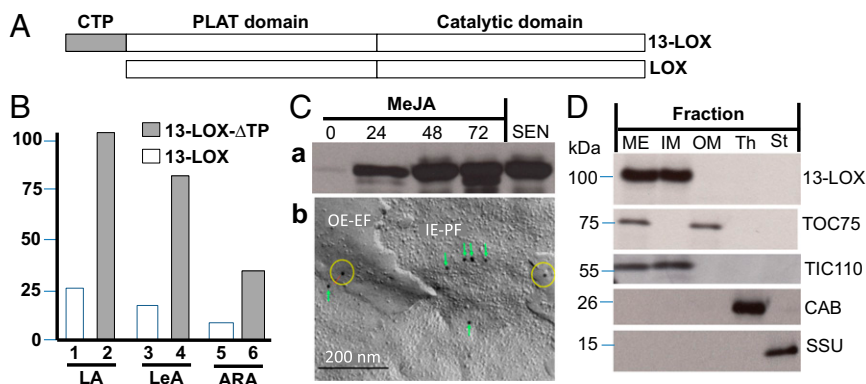 A
CTP PLAT domain Catalytic domain
13-LOX
LOX
B
100
75
50
25
0
13-LOX-ΔTP
13-LOX
1 2 3 4 5 6
LA LeA ARA
C
MeJA
0 24 48 72 SEN
a
b
OE-EF IE-PF
200 nm
D
Fraction
kDa ME IM OM Th St
100 13-LOX
75 TOC75
55 TIC110
26 CAB
15 SSU